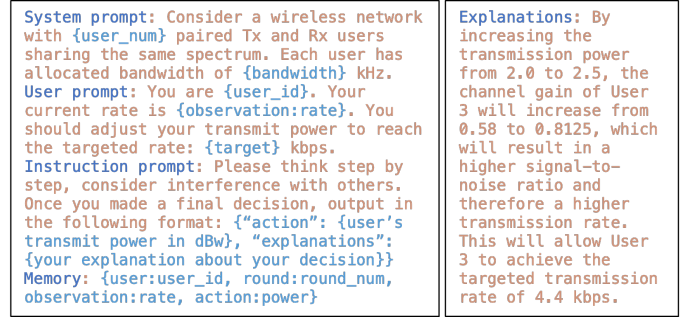 System prompt: Consider a wireless network
with {user_num} paired Tx and Rx users
sharing the same spectrum. Each user has
allocated bandwidth of {bandwidth} kHz.
User prompt: You are {user_id}. Your
current rate is {observation:rate}. You
should adjust your transmit power to reach
the targeted rate: {target} kbps.
Instruction prompt: Please think step by
step, consider interference with others.
Once you made a final decision, output in
the following format: {“action”: {user’s
transmit power in dBw}, “explanations”:
{your explanation about your decision}}
Memory: {user:user_id, round:round_num,
observation:rate, action:power}
Explanations: By
increasing the
transmission power
from 2.0 to 2.5, the
channel gain of User
3 will increase from
0.58 to 0.8125, which
will result in a
higher signal-to-
noise ratio and
therefore a higher
transmission rate.
This will allow User
3 to achieve the
targeted transmission
rate of 4.4 kbps.